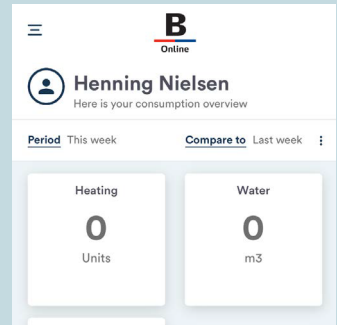 B
Online
Henning Nielsen
Here is your consumption overview
Period This week Compare to Last week
Heating Water
0 0
Units m3